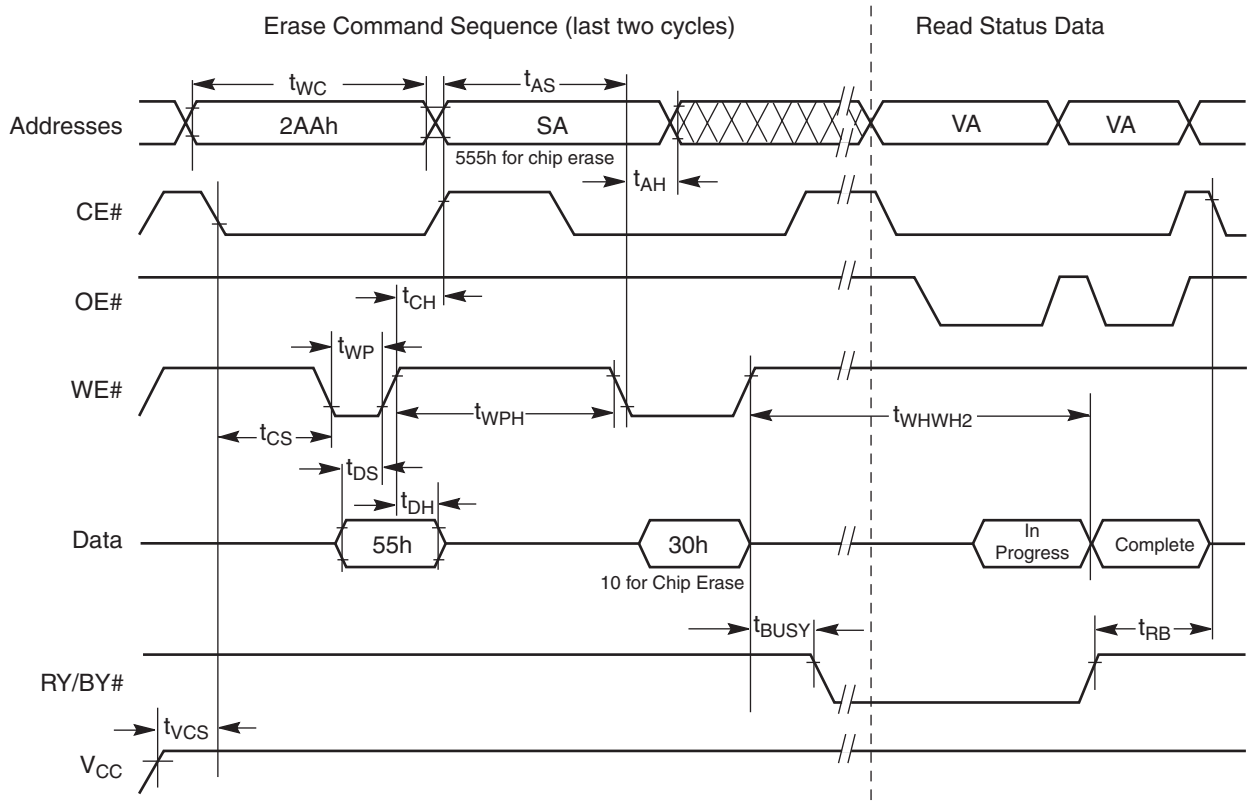 Erase Command Sequence (last two cycles)
Read Status Data
tWC
tAS
Addresses
2AAh
SA
VA
VA
555h for chip erase
tAH
CE#
OE#
tCH
tWP
WE#
tWPH
tWHWH2
tCS
tDS
tDH
Data
55h
30h
In
Progress
Complete
10 for Chip Erase
tBUSY
tRB
RY/BY#
tVCS
VCC